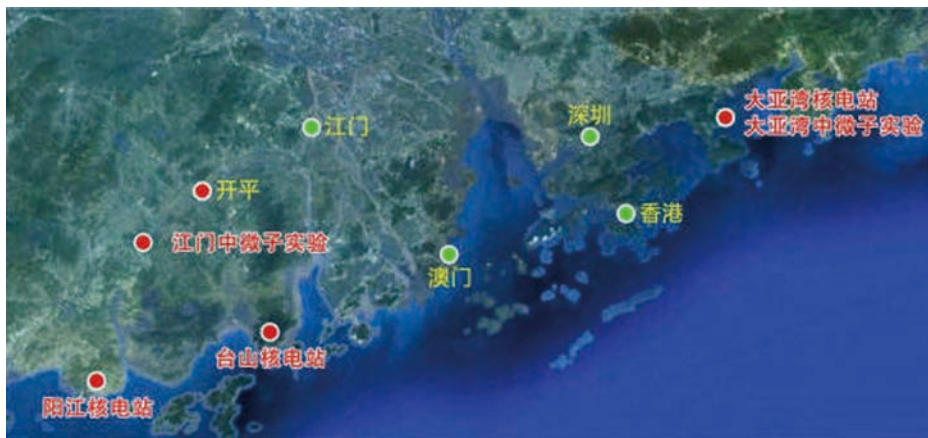 大亚湾核电站
大亚湾中微子实验
深圳
江门
开平
香港
江门中微子实验
澳门
台山核电站
阳江核电站